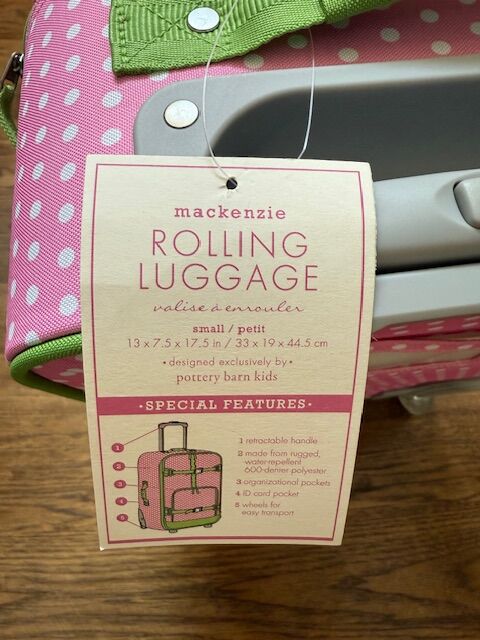 mackenzie
ROLLING
LUGGAGE
valise à enrouler
small / petit
13 x 7.5 x 17.5 in / 33 x 19 x 44.5 cm
• designed exclusively by •
pottery barn kids
• SPECIAL FEATURES •
1 retractable handle
2 made from rugged,
water-repellent
600-denier polyester
3 organizational pockets
4 ID card pocket
5 wheels for
easy transport
1
2
3
4
5